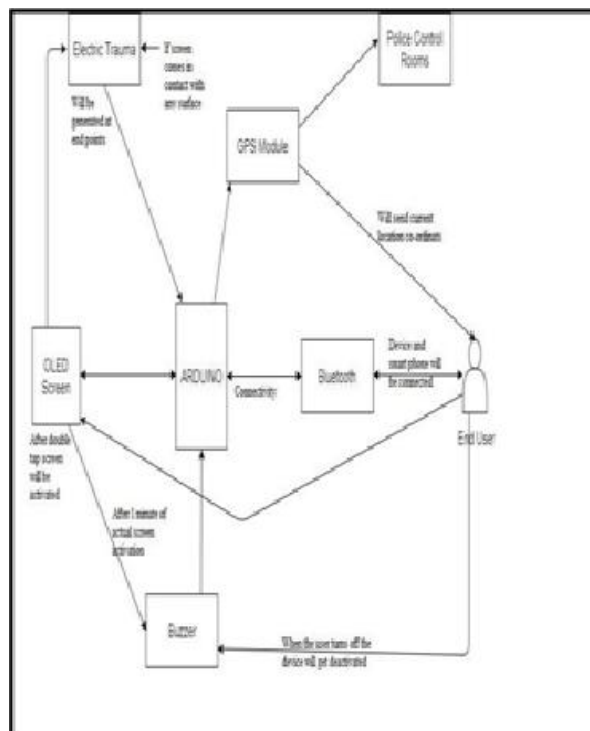 Electric Trauma
If screen
comes in
contact with
any surface
Police Control
Rooms
Will be
presented at
end points
GPS Module
Will send current
location co-ordinate
OLED
Screen
ARDUINO
Connectivity
Bluetooth
Device and
smart phone will
be connected
End User
After double
tap screen
will be
activated
After 1 minute of
actual screen
activation
Buzzer
When the user turns off the
device will get deactivated